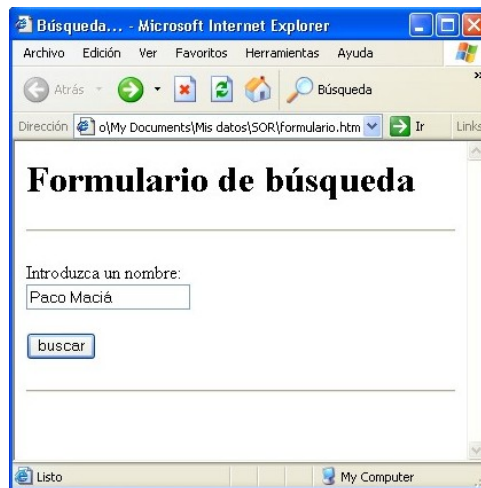 Búsqueda... - Microsoft Internet Explorer
Archivo Edición Ver Favoritos Herramientas Ayuda
Atrás Búsqueda »
Dirección o\My Documents\Mis datos\SOR\formulario.htm Ir Links
Formulario de búsqueda
Introduzca un nombre:
Paco Maciá
buscar
Listo My Computer